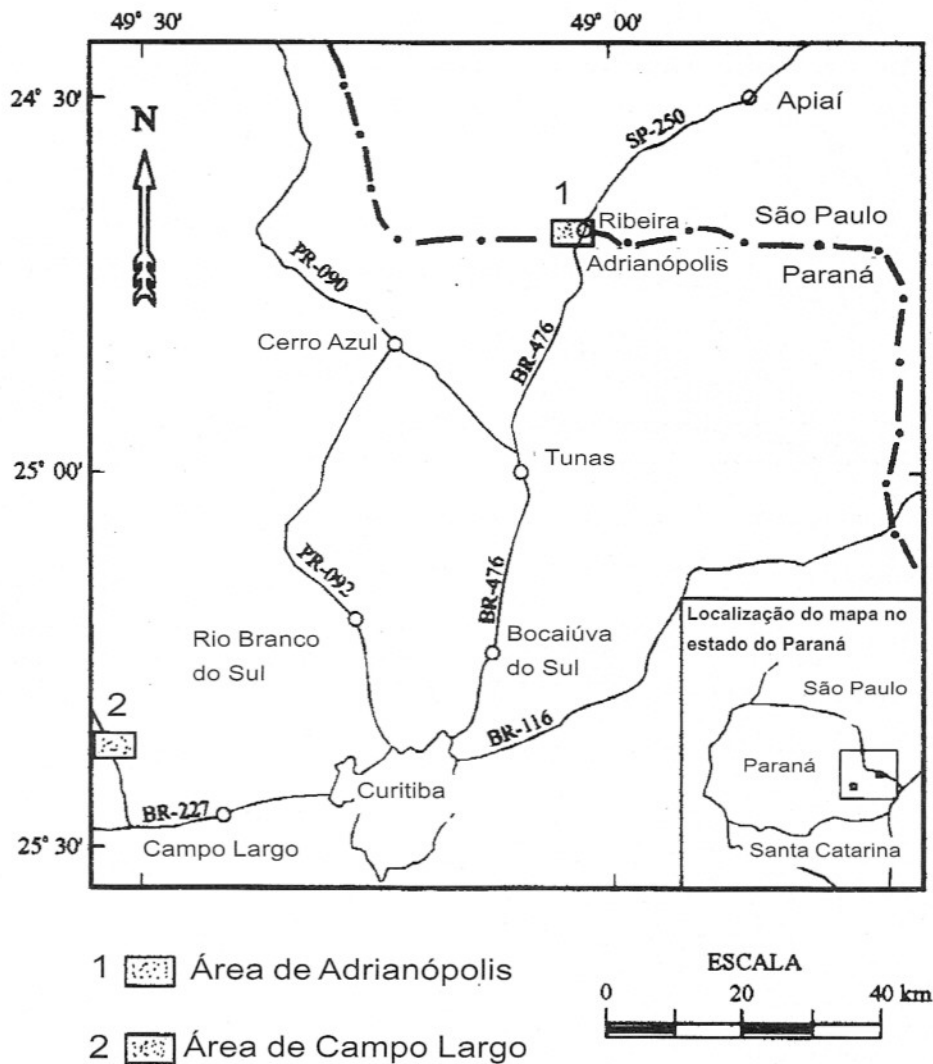 49° 30'
49° 00'
24° 30'
N
Apiaí
SP-250
1
Ribeira
São Paulo
Adrianópolis
Paraná
PR-090
Cerro Azul
BR-476
25° 00'
Tunas
PR-092
BR-476
Rio Branco
do Sul
Bocaiúva
do Sul
Localização do mapa no
estado do Paraná
São Paulo
Paraná
Santa Catarina
2
BR-116
Curitiba
BR-227
Campo Largo
25° 30'
1 Área de Adrianópolis
2 Área de Campo Largo
ESCALA
0 20 40 km